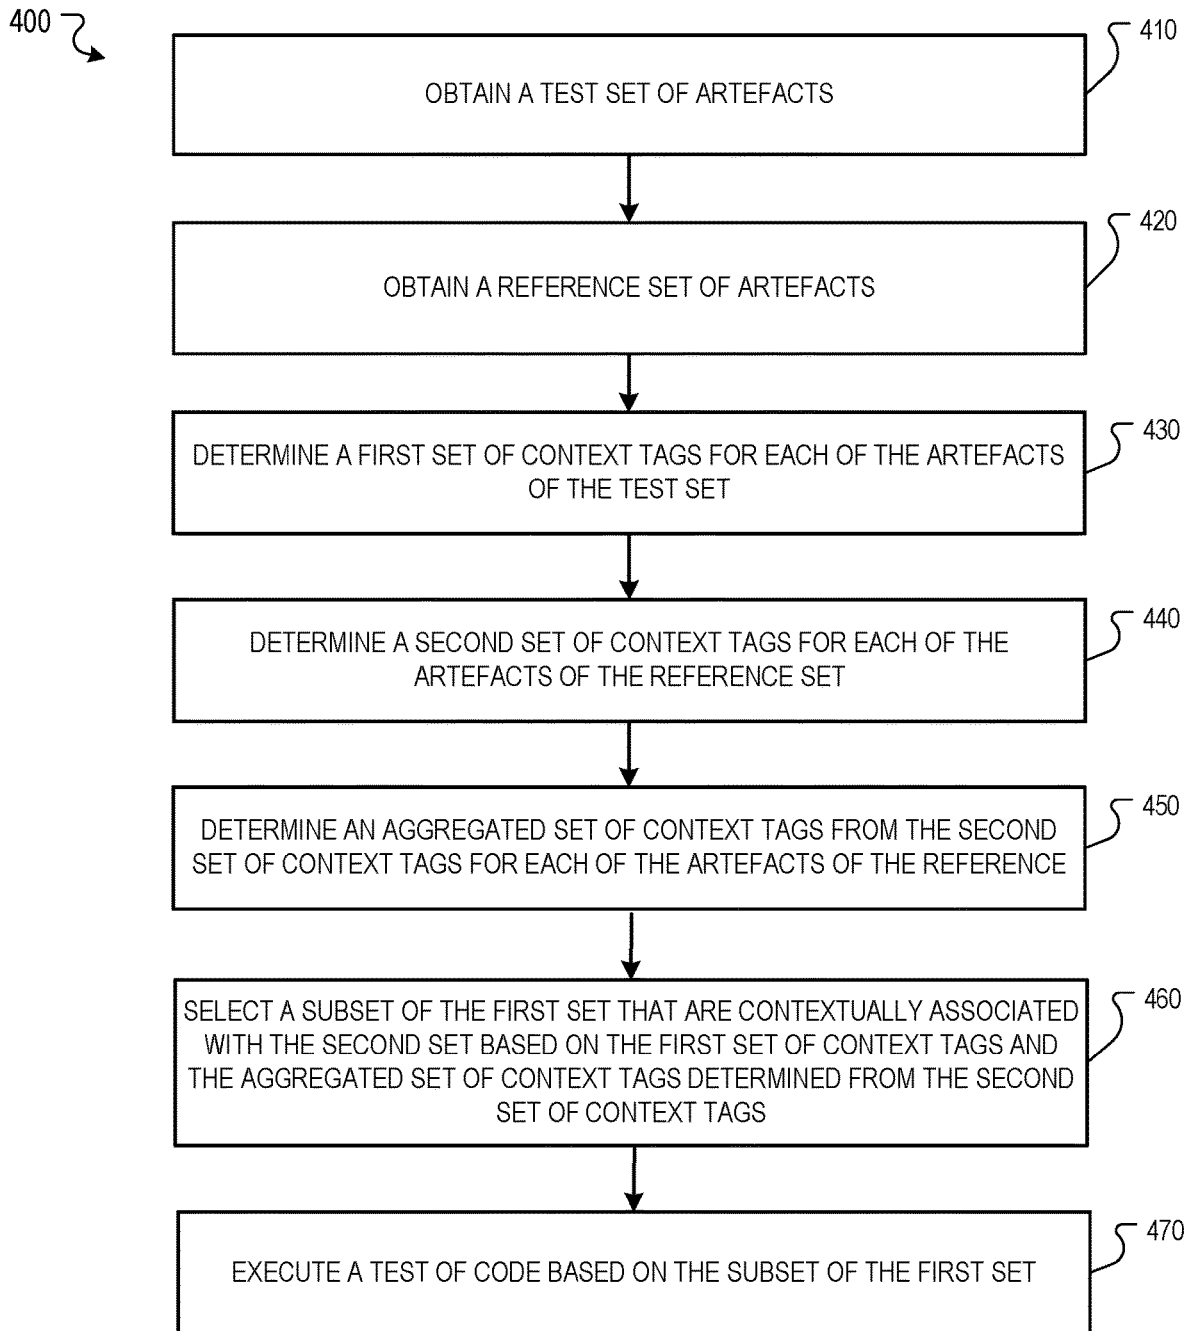 400
410
OBTAIN A TEST SET OF ARTEFACTS
420
OBTAIN A REFERENCE SET OF ARTEFACTS
430
DETERMINE A FIRST SET OF CONTEXT TAGS FOR EACH OF THE ARTEFACTS
OF THE TEST SET
440
DETERMINE A SECOND SET OF CONTEXT TAGS FOR EACH OF THE
ARTEFACTS OF THE REFERENCE SET
450
DETERMINE AN AGGREGATED SET OF CONTEXT TAGS FROM THE SECOND
SET OF CONTEXT TAGS FOR EACH OF THE ARTEFACTS OF THE REFERENCE
460
SELECT A SUBSET OF THE FIRST SET THAT ARE CONTEXTUALLY ASSOCIATED
WITH THE SECOND SET BASED ON THE FIRST SET OF CONTEXT TAGS AND
THE AGGREGATED SET OF CONTEXT TAGS DETERMINED FROM THE SECOND
SET OF CONTEXT TAGS
470
EXECUTE A TEST OF CODE BASED ON THE SUBSET OF THE FIRST SET